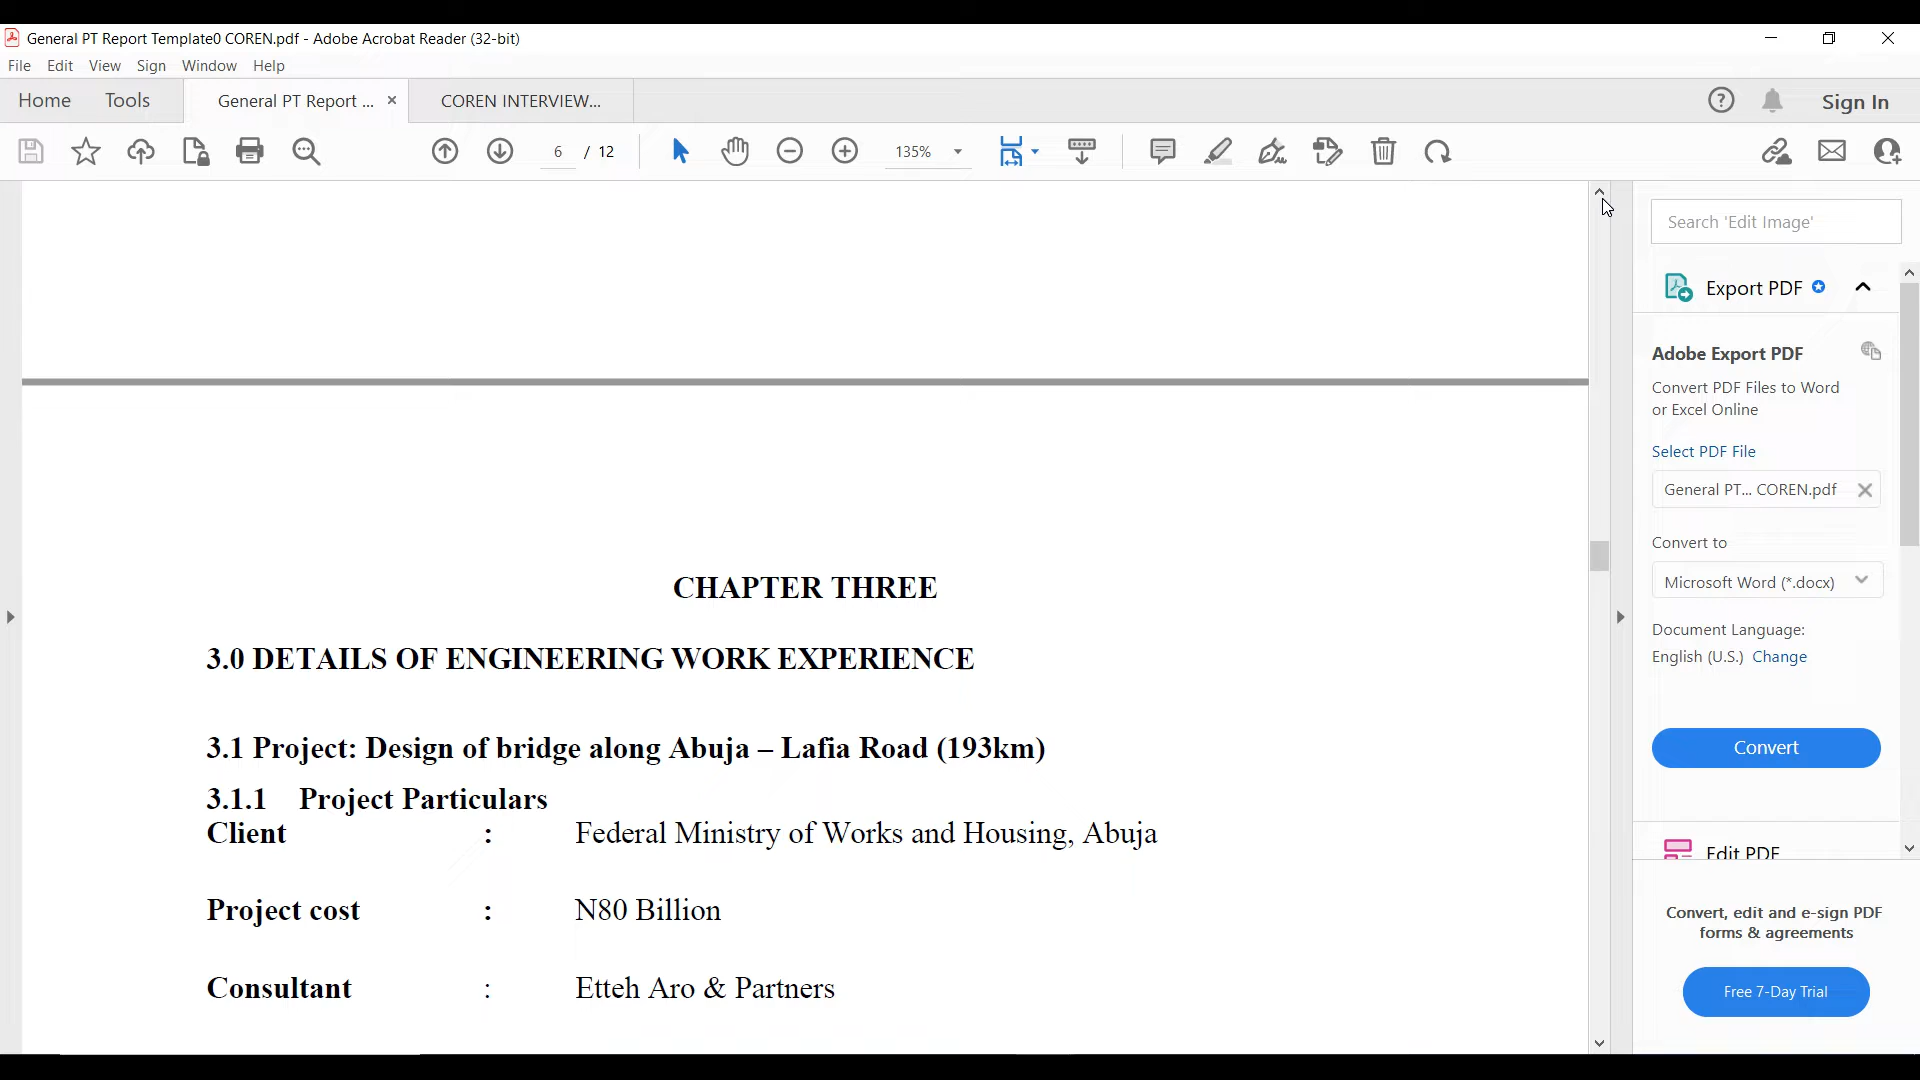 General PT Report Template0 COREN.pdf - Adobe Acrobat Reader (32-bit)
File Edit View Sign Window Help
Home Tools General PT Report ... × COREN INTERVIEW... Sign In
6 / 12 135%
Search 'Edit Image'
Export PDF
Adobe Export PDF
Convert PDF Files to Word
or Excel Online
Select PDF File
General PT... COREN.pdf
Convert to
Microsoft Word (*.docx)
Document Language:
English (U.S.) Change
Convert
Edit PDF
Convert, edit and e-sign PDF
forms & agreements
Free 7-Day Trial
CHAPTER THREE
3.0 DETAILS OF ENGINEERING WORK EXPERIENCE
3.1 Project: Design of bridge along Abuja – Lafia Road (193km)
3.1.1 Project Particulars
Client : Federal Ministry of Works and Housing, Abuja
Project cost : N80 Billion
Consultant : Etteh Aro & Partners